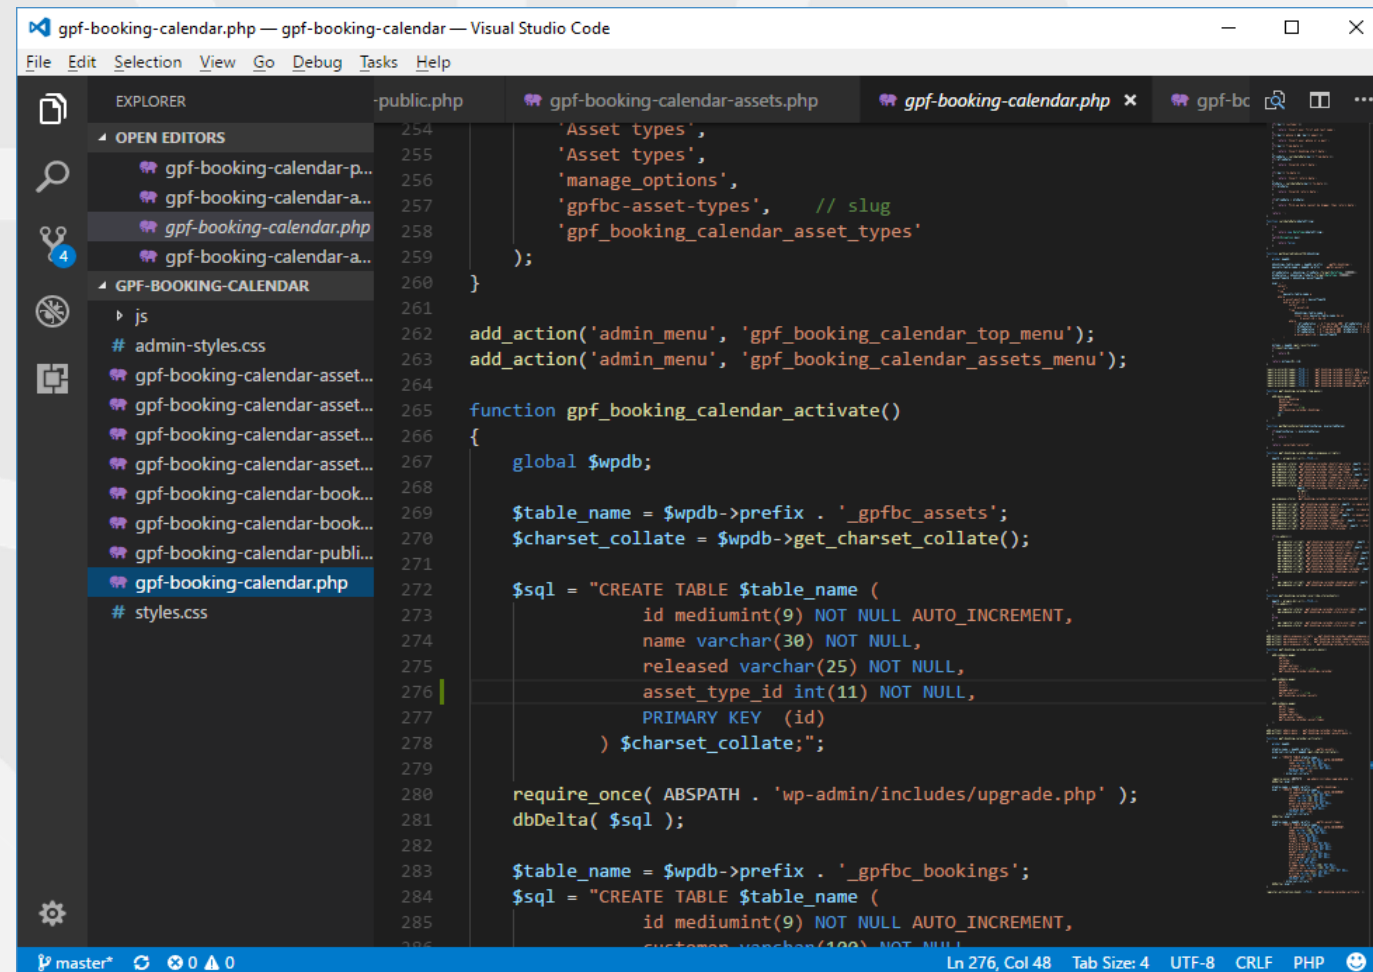 gpf-booking-calendar.php — gpf-booking-calendar — Visual Studio Code
File Edit Selection View Go Debug Tasks Help
EXPLORER
OPEN EDITORS
gpf-booking-calendar-p...
gpf-booking-calendar-a...
gpf-booking-calendar.php
gpf-booking-calendar-a...
4
GPF-BOOKING-CALENDAR
js
# admin-styles.css
gpf-booking-calendar-asset...
gpf-booking-calendar-asset...
gpf-booking-calendar-asset...
gpf-booking-calendar-asset...
gpf-booking-calendar-book...
gpf-booking-calendar-book...
gpf-booking-calendar-publi...
gpf-booking-calendar.php
# styles.css
-public.php gpf-booking-calendar-assets.php gpf-booking-calendar.php gpf-bc
254 'Asset types',
255 'Asset types',
256 'manage_options',
257 'gpfbc-asset-types', // slug
258 'gpf_booking_calendar_asset_types'
259 );
260 }
261
262 add_action('admin_menu', 'gpf_booking_calendar_top_menu');
263 add_action('admin_menu', 'gpf_booking_calendar_assets_menu');
264
265 function gpf_booking_calendar_activate()
266 {
267 global $wpdb;
268
269 $table_name = $wpdb->prefix . '_gpfbc_assets';
270 $charset_collate = $wpdb->get_charset_collate();
271
272 $sql = "CREATE TABLE $table_name (
273 id mediumint(9) NOT NULL AUTO_INCREMENT,
274 name varchar(30) NOT NULL,
275 released varchar(25) NOT NULL,
276 asset_type_id int(11) NOT NULL,
277 PRIMARY KEY  (id)
278 ) $charset_collate;";
279
280 require_once( ABSPATH . 'wp-admin/includes/upgrade.php' );
281 dbDelta( $sql );
282
283 $table_name = $wpdb->prefix . '_gpfbc_bookings';
284 $sql = "CREATE TABLE $table_name (
285 id mediumint(9) NOT NULL AUTO_INCREMENT,
286 customer varchar(100) NOT NULL
master* 0 0 Ln 276, Col 48 Tab Size: 4 UTF-8 CRLF PHP